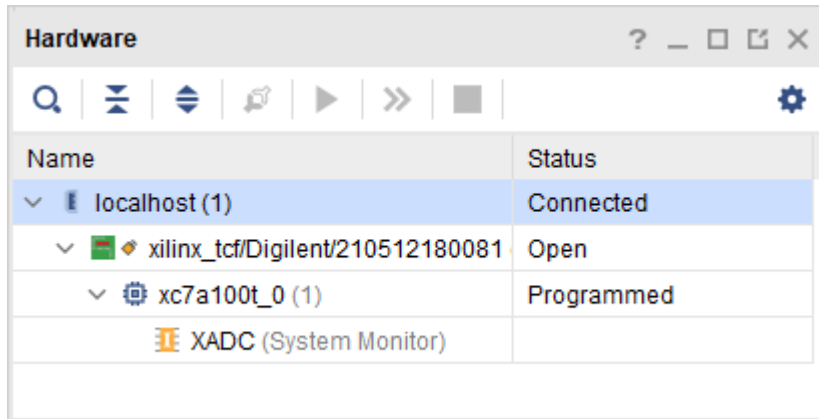 Hardware
Name Status
localhost (1) Connected
xilinx_tcf/Digilent/210512180081 Open
xc7a100t_0 (1) Programmed
XADC (System Monitor)